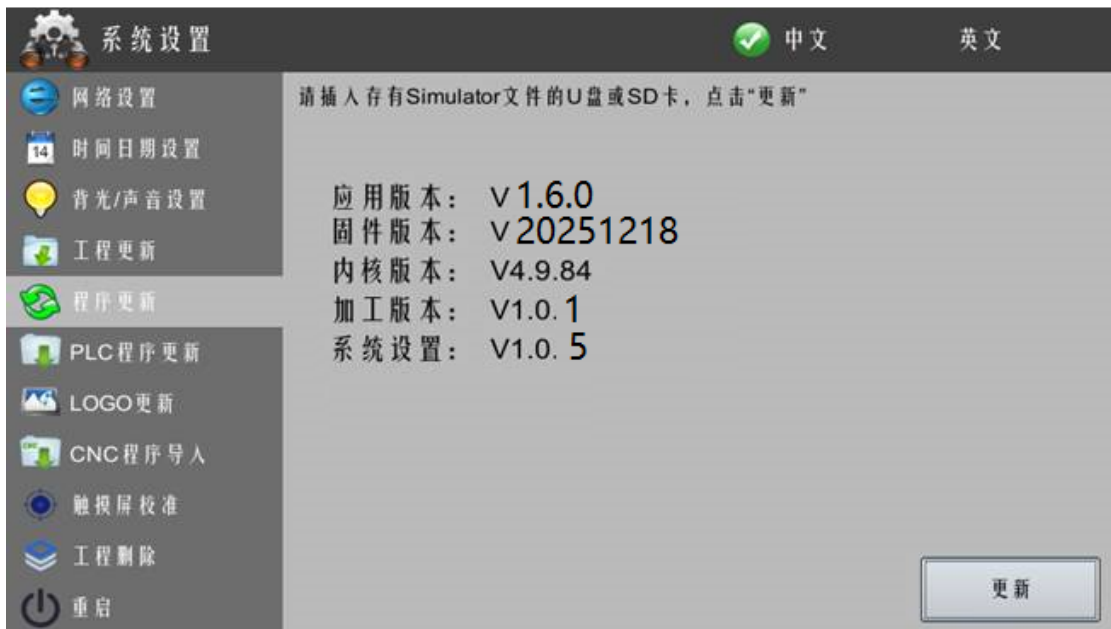 系统设置
中文
英文
网络设置
14
时间日期设置
背光/声音设置
工程更新
程序更新
PLC程序更新
LOGO更新
CNC程序导入
触摸屏校准
工程删除
重启
请插入存有Simulator文件的U盘或SD卡，点击“更新”
应用版本： V 1.6.0
固件版本： V 20251218
内核版本： V4.9.84
加工版本： V1.0. 1
系统设置： V1.0. 5
更新